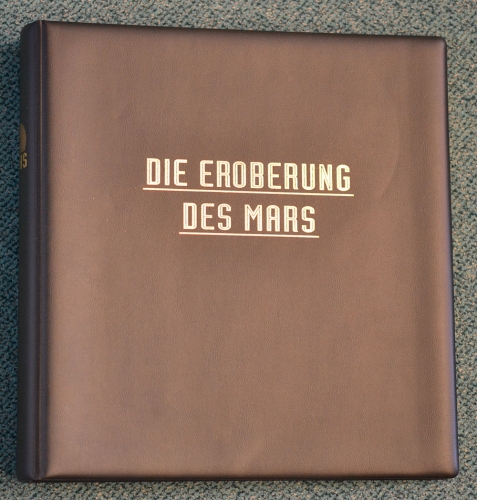 DIE EROBERUNG
DES MARS